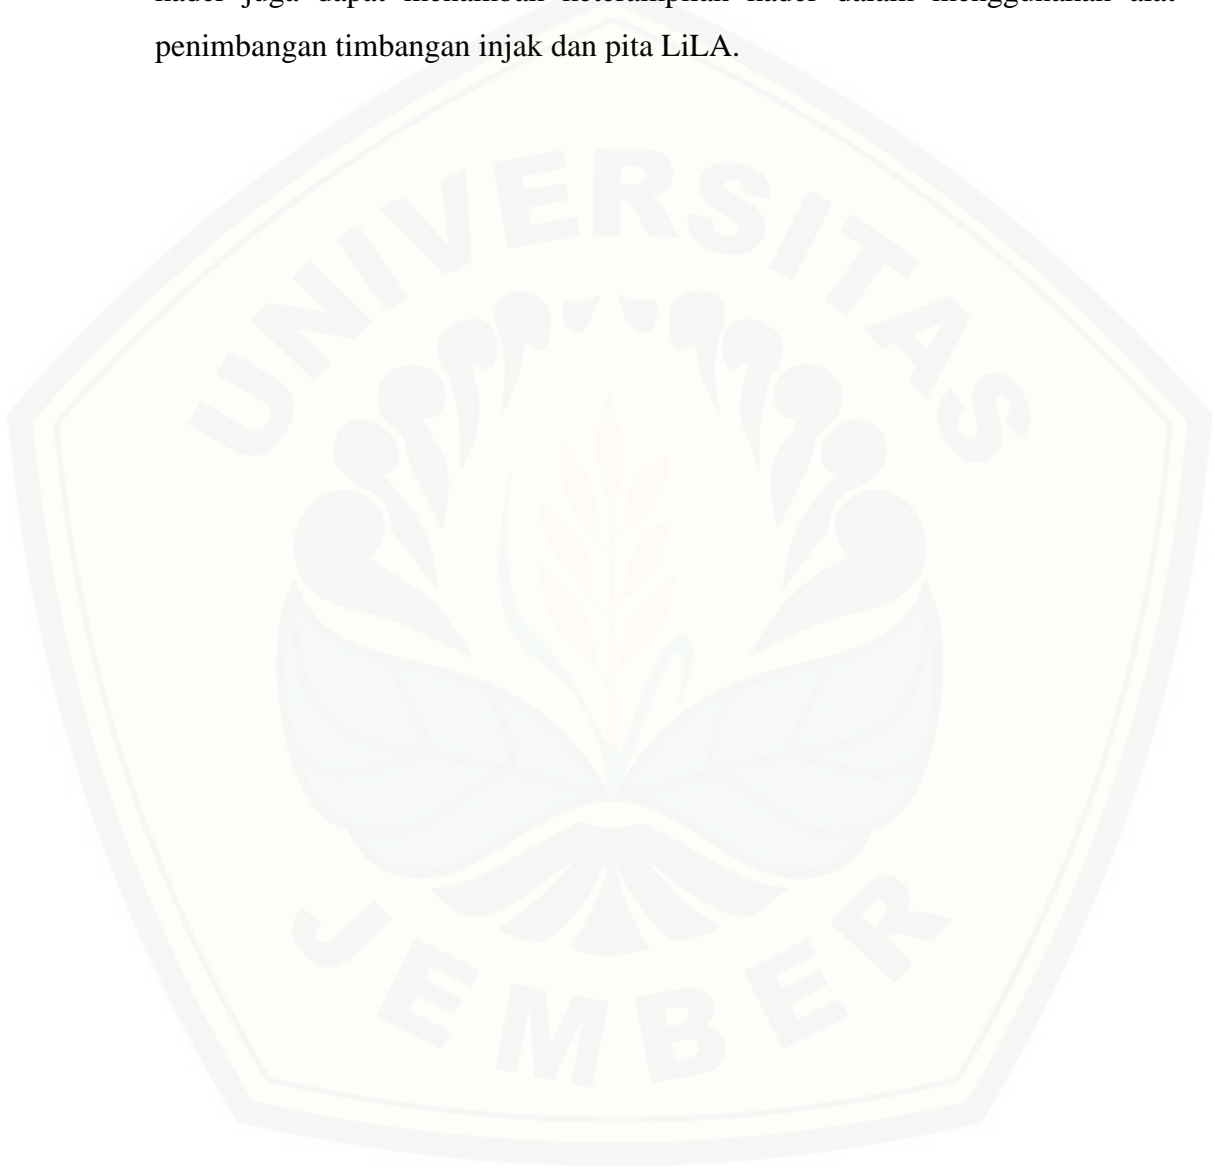 kader juga dapat menambah keterampilan kader dalam menggunakan alat
penimbangan timbangan injak dan pita LiLA.
UNIVERSITAS
JEMBER